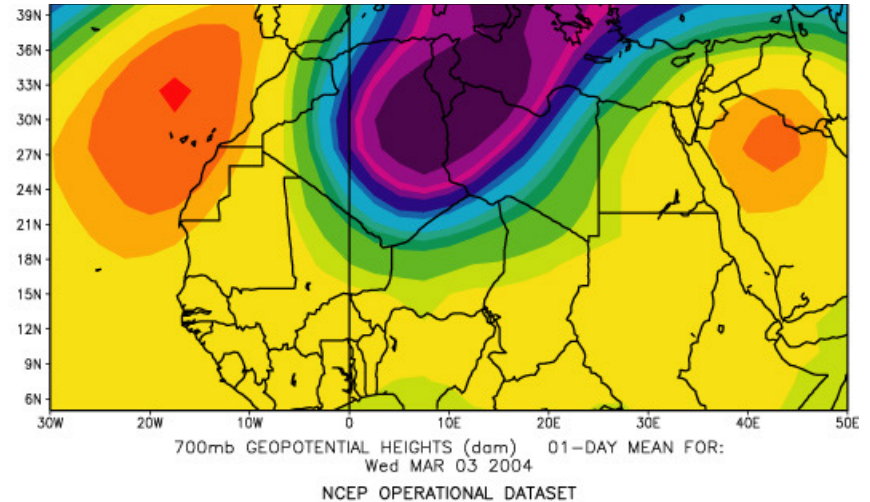 39N
36N
33N
30N
27N
24N
21N
18N
15N
12N
9N
6N
30W 20W 10W 0 10E 20E 30E 40E 50E
700mb GEOPOTENTIAL HEIGHTS (dam) 01-DAY MEAN FOR:
Wed MAR 03 2004
NCEP OPERATIONAL DATASET